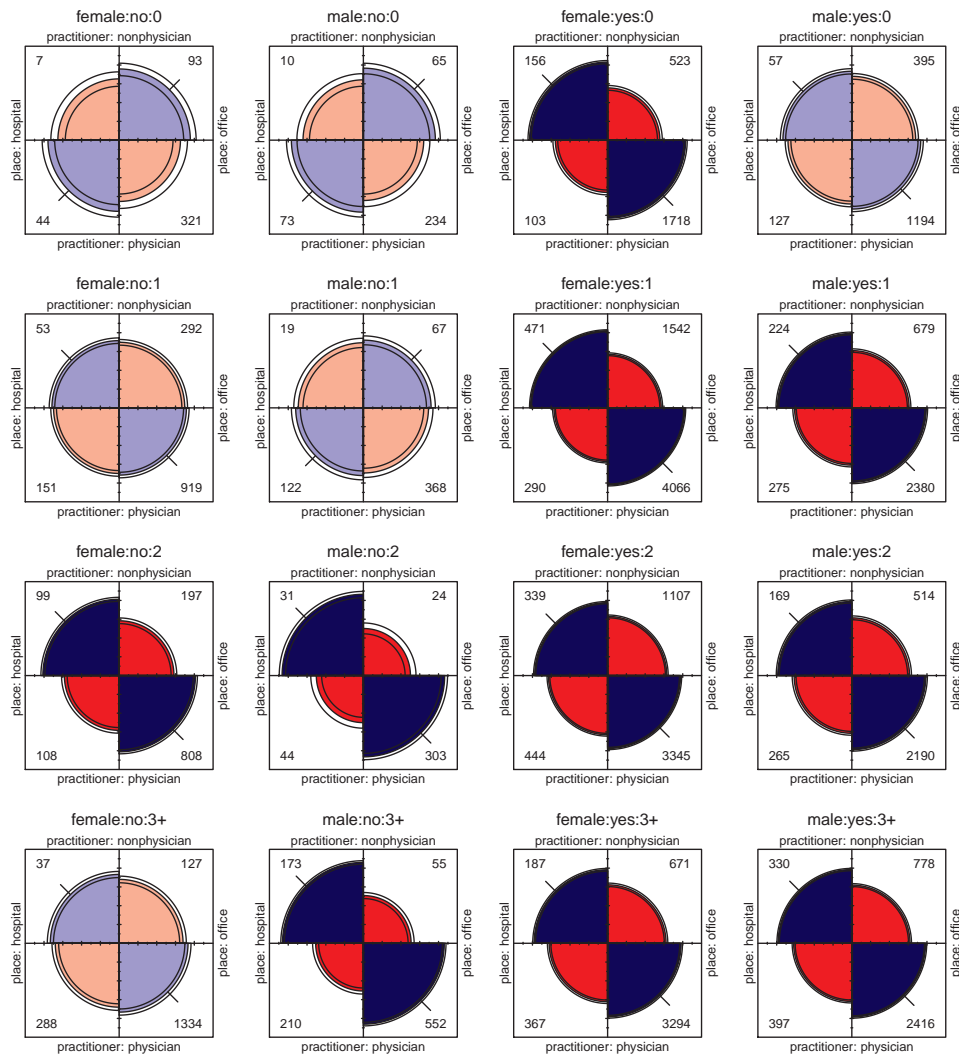 female:no:0
practitioner: nonphysician
7
93
place: hospital
place: office
44
321
practitioner: physician
male:no:0
practitioner: nonphysician
10
65
place: hospital
place: office
73
234
practitioner: physician
female:yes:0
practitioner: nonphysician
156
523
place: hospital
place: office
103
1718
practitioner: physician
male:yes:0
practitioner: nonphysician
57
395
place: hospital
place: office
127
1194
practitioner: physician
female:no:1
practitioner: nonphysician
53
292
place: hospital
place: office
151
919
practitioner: physician
male:no:1
practitioner: nonphysician
19
67
place: hospital
place: office
122
368
practitioner: physician
female:yes:1
practitioner: nonphysician
471
1542
place: hospital
place: office
290
4066
practitioner: physician
male:yes:1
practitioner: nonphysician
224
679
place: hospital
place: office
275
2380
practitioner: physician
female:no:2
practitioner: nonphysician
99
197
place: hospital
place: office
108
808
practitioner: physician
male:no:2
practitioner: nonphysician
31
24
place: hospital
place: office
44
303
practitioner: physician
female:yes:2
practitioner: nonphysician
339
1107
place: hospital
place: office
444
3345
practitioner: physician
male:yes:2
practitioner: nonphysician
169
514
place: hospital
place: office
265
2190
practitioner: physician
female:no:3+
practitioner: nonphysician
37
127
place: hospital
place: office
288
1334
practitioner: physician
male:no:3+
practitioner: nonphysician
173
55
place: hospital
place: office
210
552
practitioner: physician
female:yes:3+
practitioner: nonphysician
187
671
place: hospital
place: office
367
3294
practitioner: physician
male:yes:3+
practitioner: nonphysician
330
778
place: hospital
place: office
397
2416
practitioner: physician